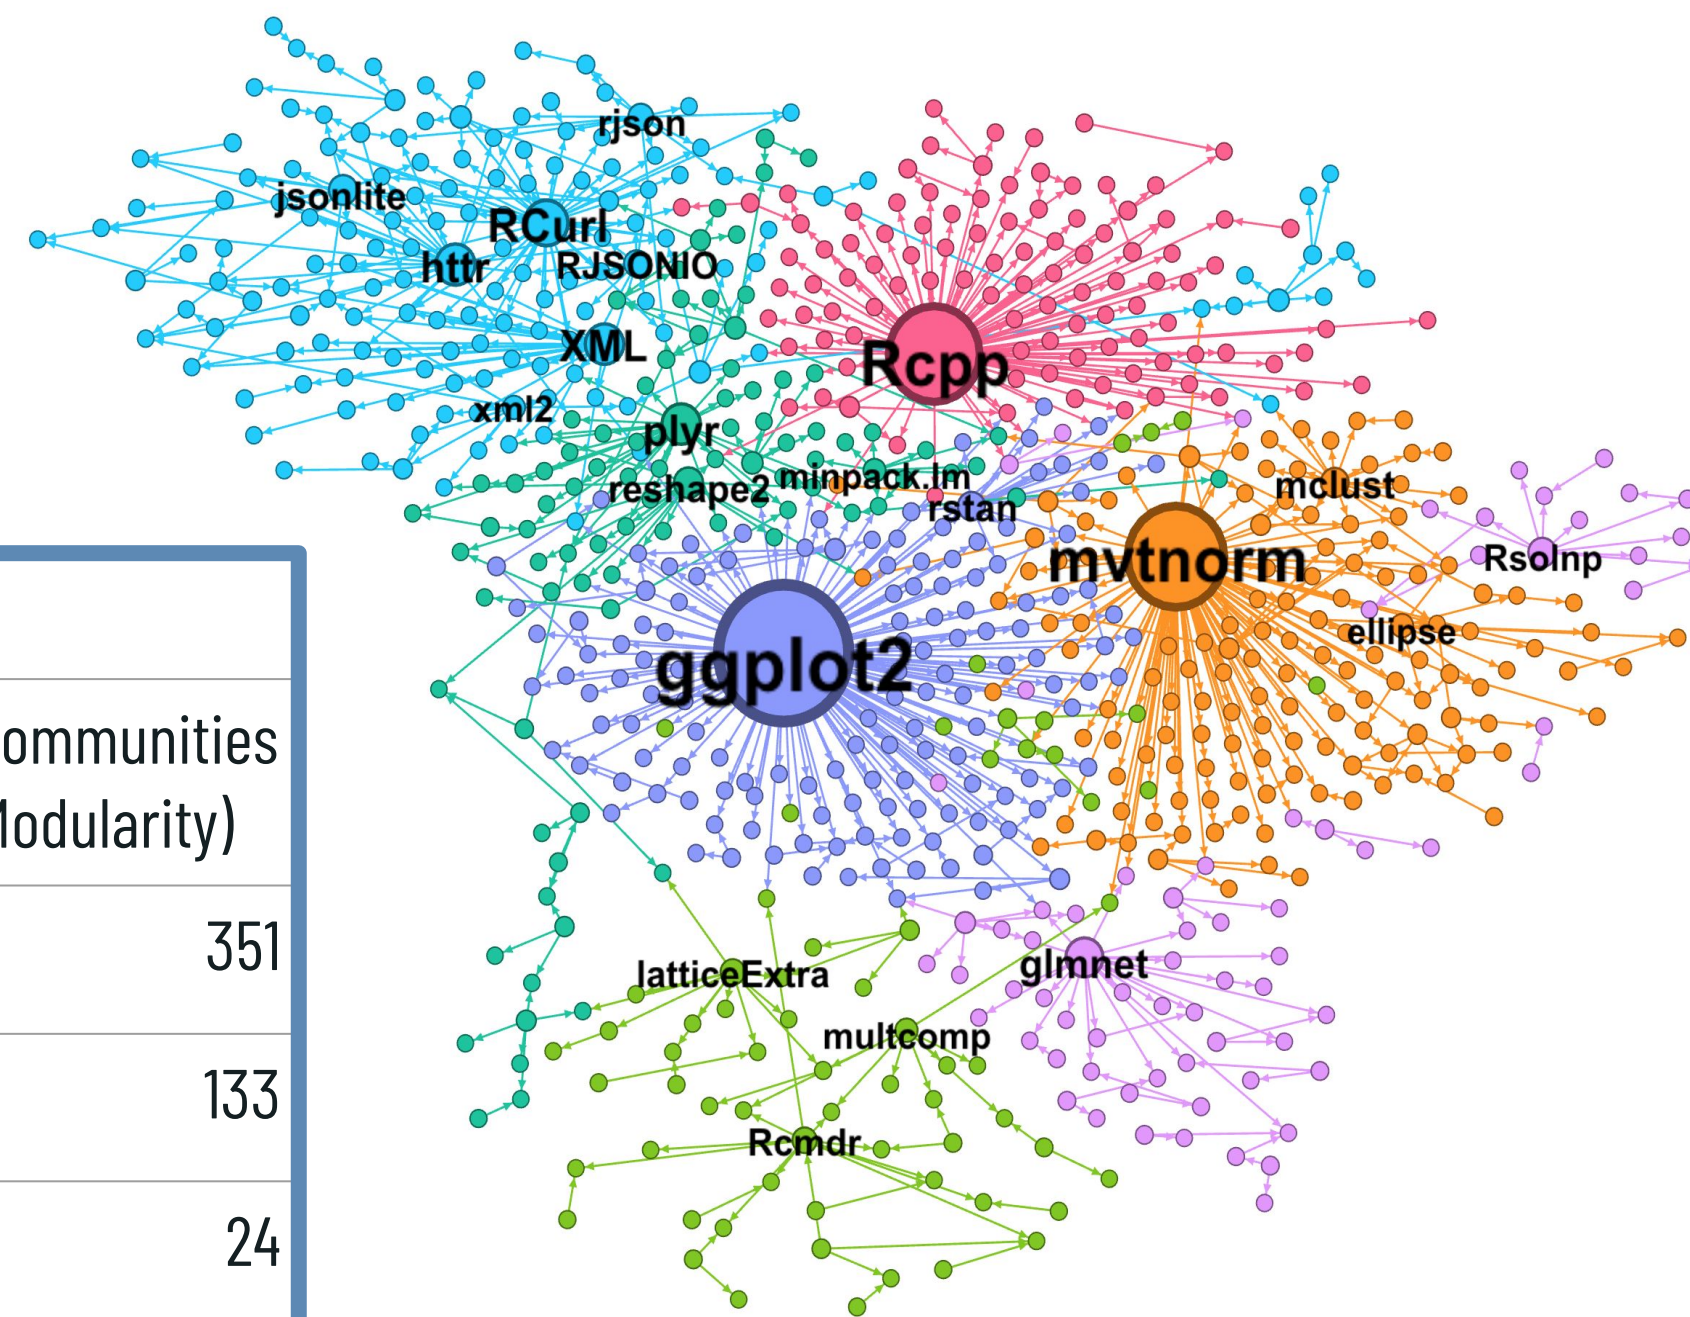 rjson
jsonlite
RCurl
httr
RJSONIO
XML
Rcpp
xml2
plyr
minpack.lm
reshape2
rstan
mclust
mvtnorm
Rsolnp
ellipse
ggplot2
ommunities
Modularity)
351
133
24
latticeExtra
glmnet
multcomp
Rcmdr